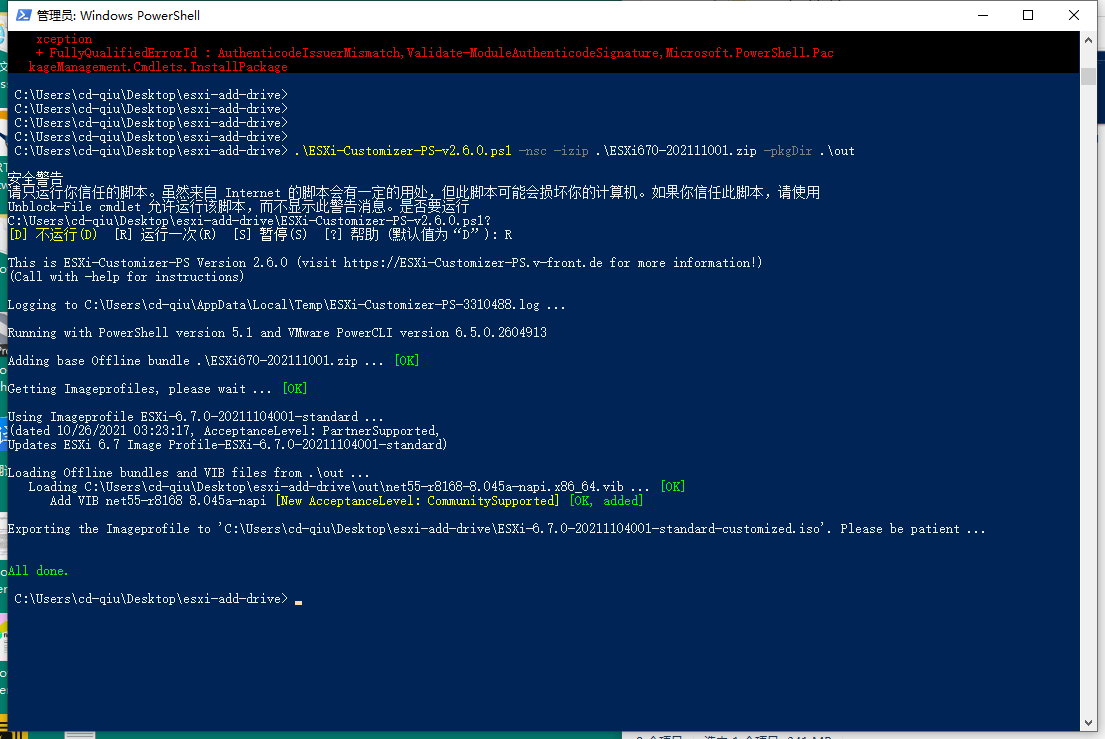 管理员: Windows PowerShell
xception
+ FullyQualifiedErrorId : AuthenticodeIssuerMismatch,Validate-ModuleAuthenticodeSignature,Microsoft.PowerShell.Pac
kageManagement.Cmdlets.InstallPackage
C:\Users\cd-qiu\Desktop\esxi-add-drive>
C:\Users\cd-qiu\Desktop\esxi-add-drive>
C:\Users\cd-qiu\Desktop\esxi-add-drive>
C:\Users\cd-qiu\Desktop\esxi-add-drive>
C:\Users\cd-qiu\Desktop\esxi-add-drive> .\ESXi-Customizer-PS-v2.6.0.ps1 -nsc -izip .\ESXi670-202111001.zip -pkgDir .\out
安全警告
请只运行你信任的脚本。虽然来自 Internet 的脚本会有一定的用处，但此脚本可能会损坏你的计算机。如果你信任此脚本，请使用
Unblock-File cmdlet 允许运行该脚本，而不显示此警告消息。是否要运行
C:\Users\cd-qiu\Desktop\esxi-add-drive\ESXi-Customizer-PS-v2.6.0.ps1?
[D] 不运行(D)  [R] 运行一次(R)  [S] 暂停(S)  [?] 帮助 (默认值为“D”): R
This is ESXi-Customizer-PS Version 2.6.0 (visit https://ESXi-Customizer-PS.v-front.de for more information!)
(Call with -help for instructions)
Logging to C:\Users\cd-qiu\AppData\Local\Temp\ESXi-Customizer-PS-3310488.log ...
Running with PowerShell version 5.1 and VMware PowerCLI version 6.5.0.2604913
Adding base Offline bundle .\ESXi670-202111001.zip ... [OK]
Getting Imageprofiles, please wait ... [OK]
Using Imageprofile ESXi-6.7.0-20211104001-standard ...
(dated 10/26/2021 03:23:17, AcceptanceLevel: PartnerSupported,
Updates ESXi 6.7 Image Profile-ESXi-6.7.0-20211104001-standard)
Loading Offline bundles and VIB files from .\out ...
Loading C:\Users\cd-qiu\Desktop\esxi-add-drive\out\net55-r8168-8.045a-napi.x86_64.vib ... [OK]
Add VIB net55-r8168 8.045a-napi [New AcceptanceLevel: CommunitySupported] [OK, added]
Exporting the Imageprofile to 'C:\Users\cd-qiu\Desktop\esxi-add-drive\ESXi-6.7.0-20211104001-standard-customized.iso'. Please be patient ...
All done.
C:\Users\cd-qiu\Desktop\esxi-add-drive>